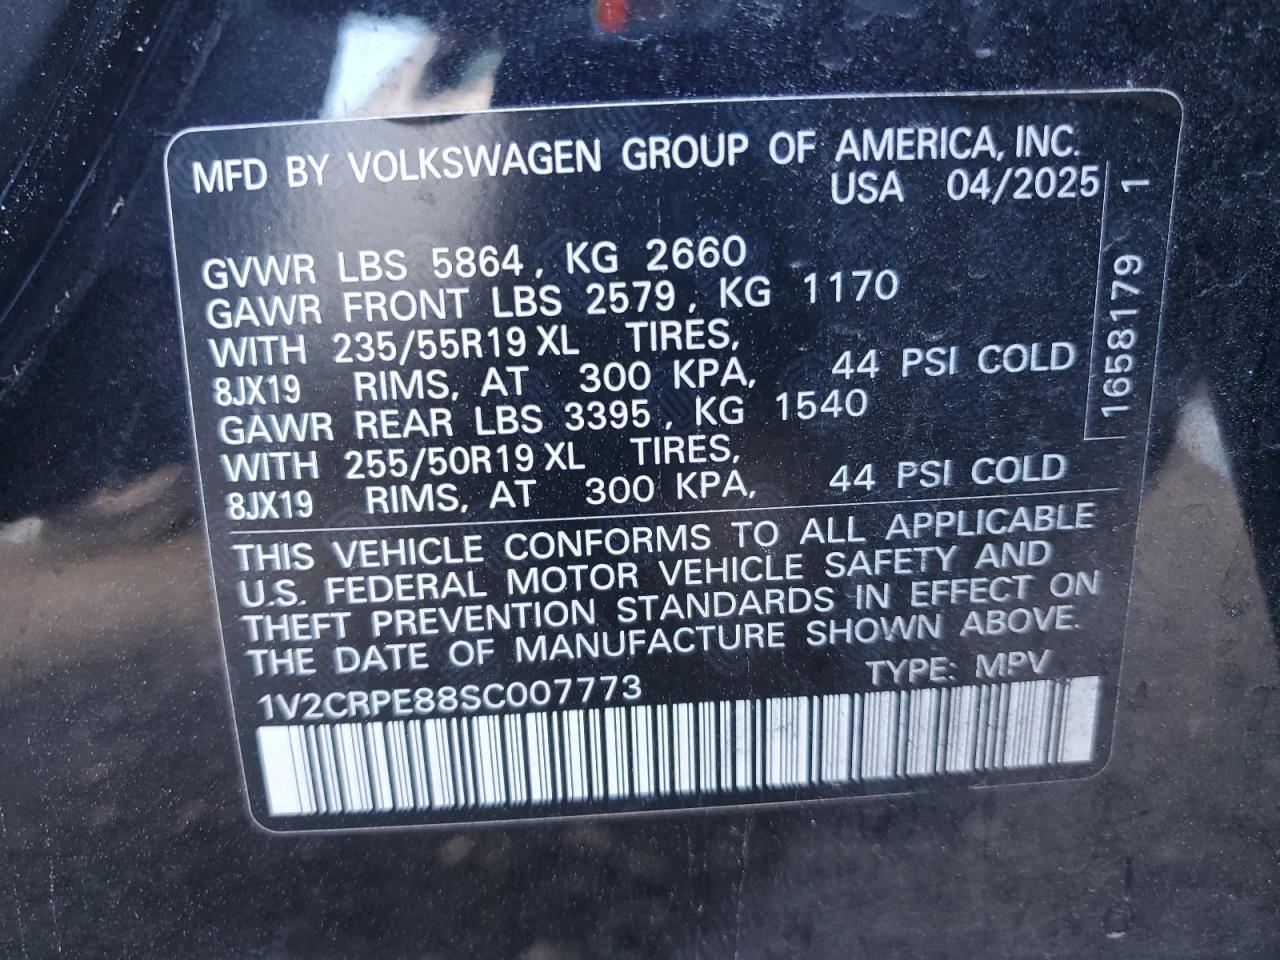 MFD BY VOLKSWAGEN GROUP OF AMERICA, INC.
USA 04/2025
GVWR LBS 5864, KG 2660
GAWR FRONT LBS 2579, KG 1170
WITH 235/55R19 XL TIRES,
8JX19 RIMS, AT 300 KPA, 44 PSI COLD
GAWR REAR LBS 3395, KG 1540
WITH 255/50R19 XL TIRES,
8JX19 RIMS, AT 300 KPA, 44 PSI COLD
1658179 1
THIS VEHICLE CONFORMS TO ALL APPLICABLE
U.S. FEDERAL MOTOR VEHICLE SAFETY AND
THEFT PREVENTION STANDARDS IN EFFECT ON
THE DATE OF MANUFACTURE SHOWN ABOVE.
1V2CRPE88SC007773 TYPE: MPV